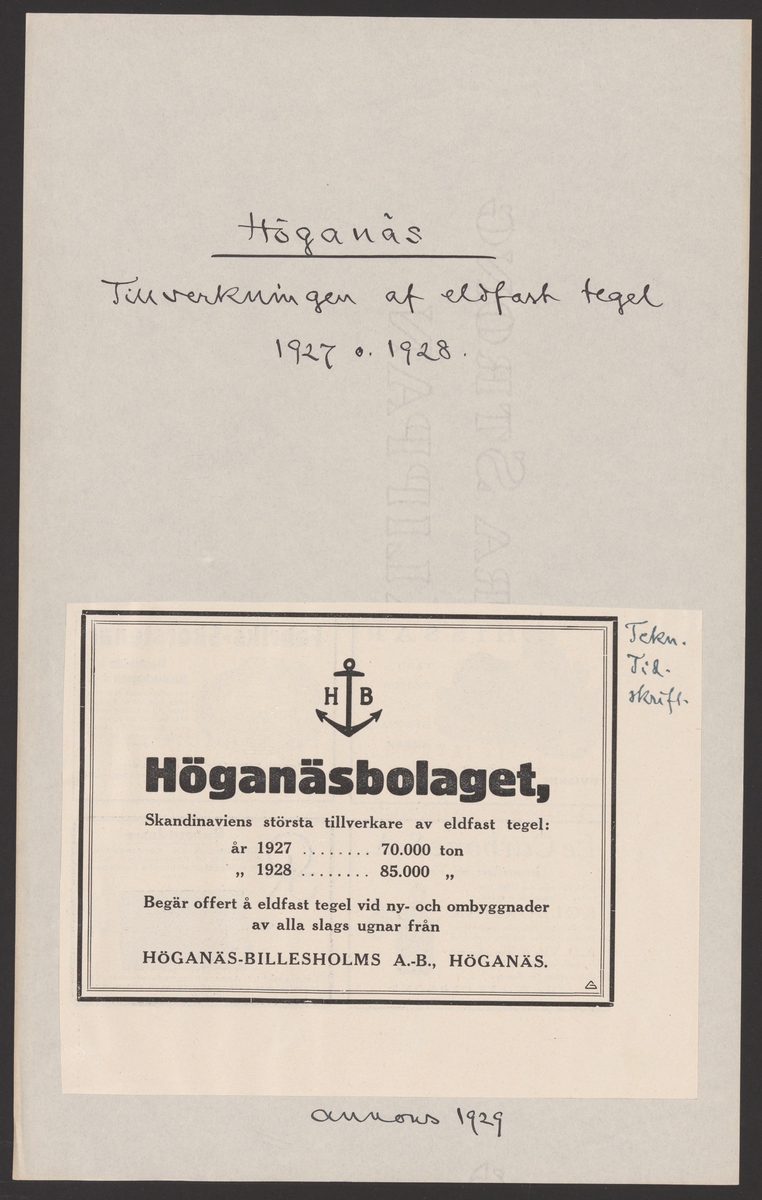 Höganäs
Tillverkningen af eldfast tegel
1927 o. 1928.
Tekn.
Tid-
skrift.
H B
Höganäsbolaget,
Skandinaviens största tillverkare av eldfast tegel:
år 1927 ........ 70.000 ton
„ 1928 ........ 85.000 „
Begär offert å eldfast tegel vid ny- och ombyggnader
av alla slags ugnar från
HÖGANÄS-BILLESHOLMS A.-B., HÖGANÄS.
annons 1929